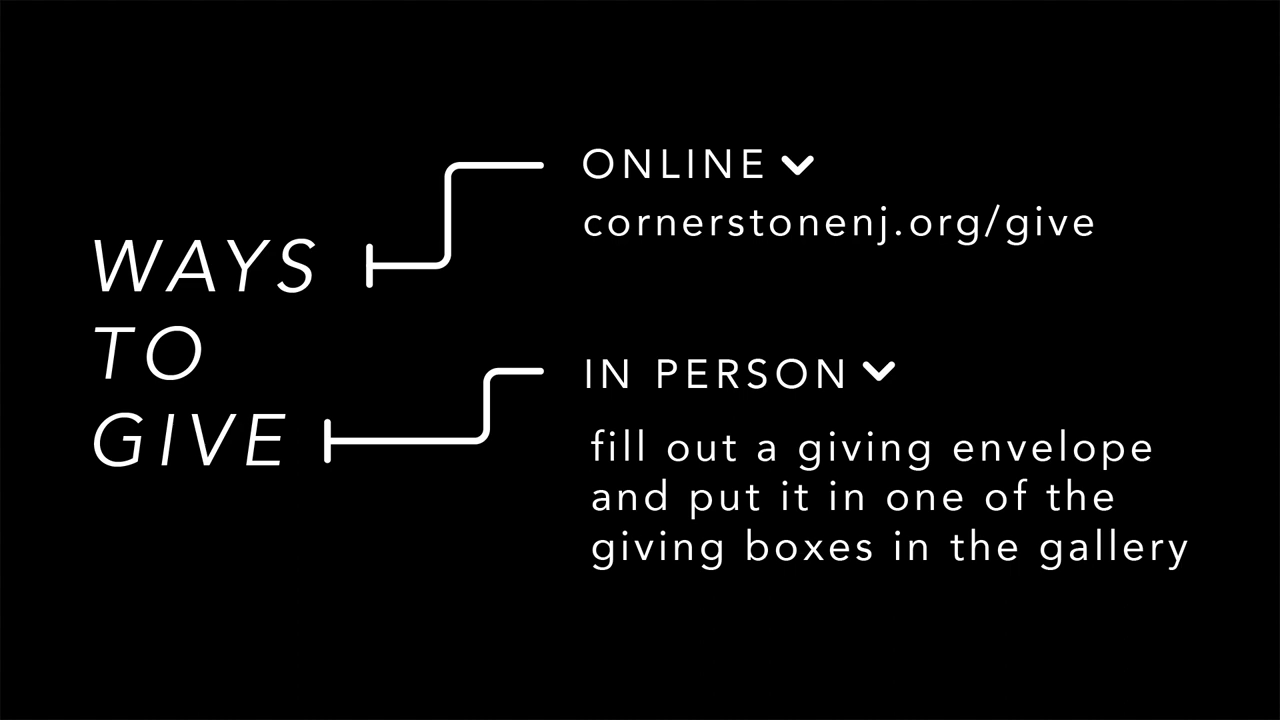 WAYS
TO
GIVE
ONLINE
cornerstonenj.org/give
IN PERSON
fill out a giving envelope
and put it in one of the
giving boxes in the gallery